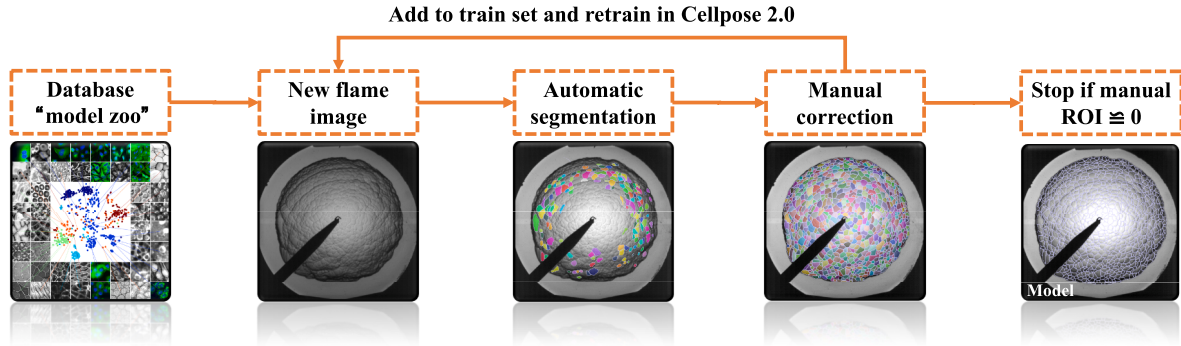 Add to train set and retrain in Cellpose 2.0
Database
“model zoo”
New flame
image
Automatic
segmentation
Manual
correction
Stop if manual
ROI ≌ 0
Model